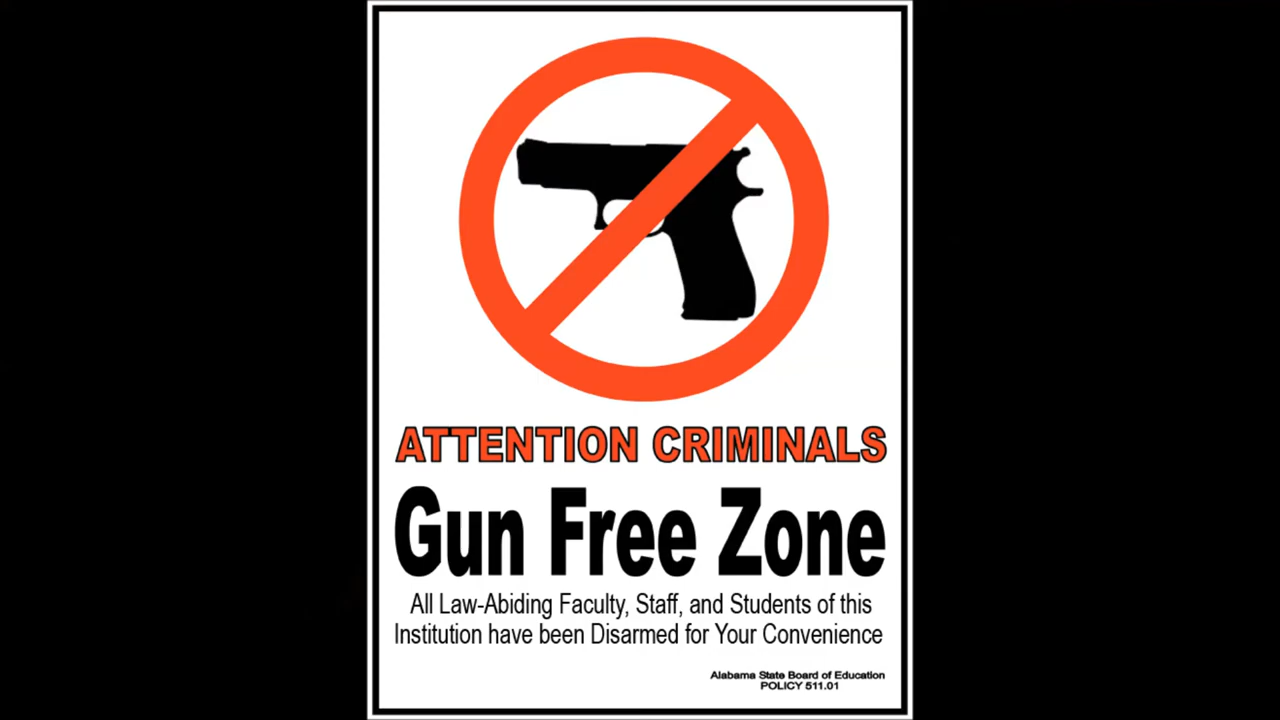 ATTENTION CRIMINALS
Gun Free Zone
All Law-Abiding Faculty, Staff, and Students of this
Institution have been Disarmed for Your Convenience
Alabama State Board of Education
POLICY 511.01